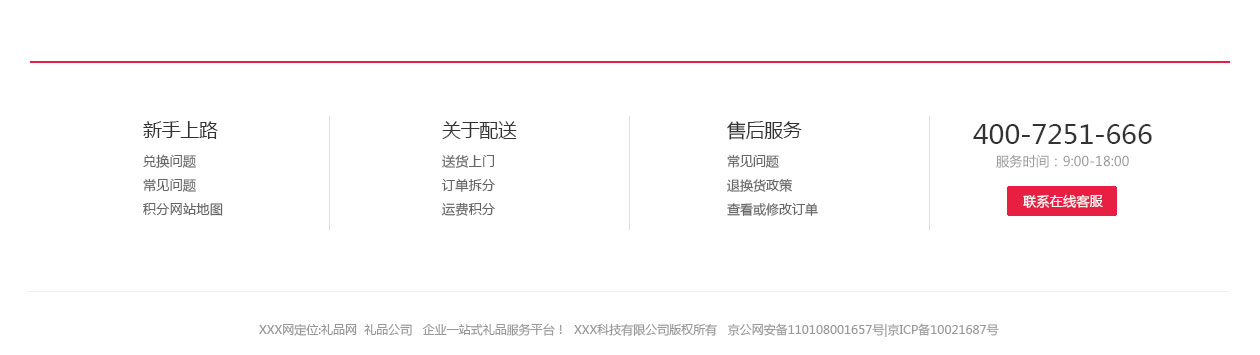 新手上路
兑换问题
常见问题
积分网站地图
关于配送
送货上门
订单拆分
运费积分
售后服务
常见问题
退换货政策
查看或修改订单
400-7251-666
服务时间：9:00-18:00
联系在线客服
XXX网定位:礼品网 礼品公司 企业一站式礼品服务平台！ XXX科技有限公司版权所有 京公网安备110108001657号|京ICP备10021687号